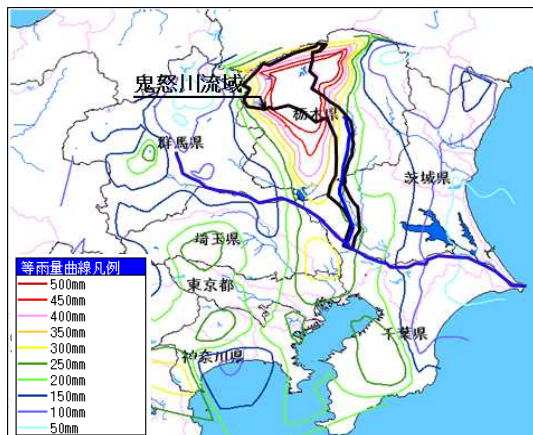 鬼怒川流域
栃木県
群馬県
茨城県
埼玉県
東京都
千葉県
神奈川県
等雨量曲線凡例
500mm
450mm
400mm
350mm
300mm
250mm
200mm
150mm
100mm
50mm